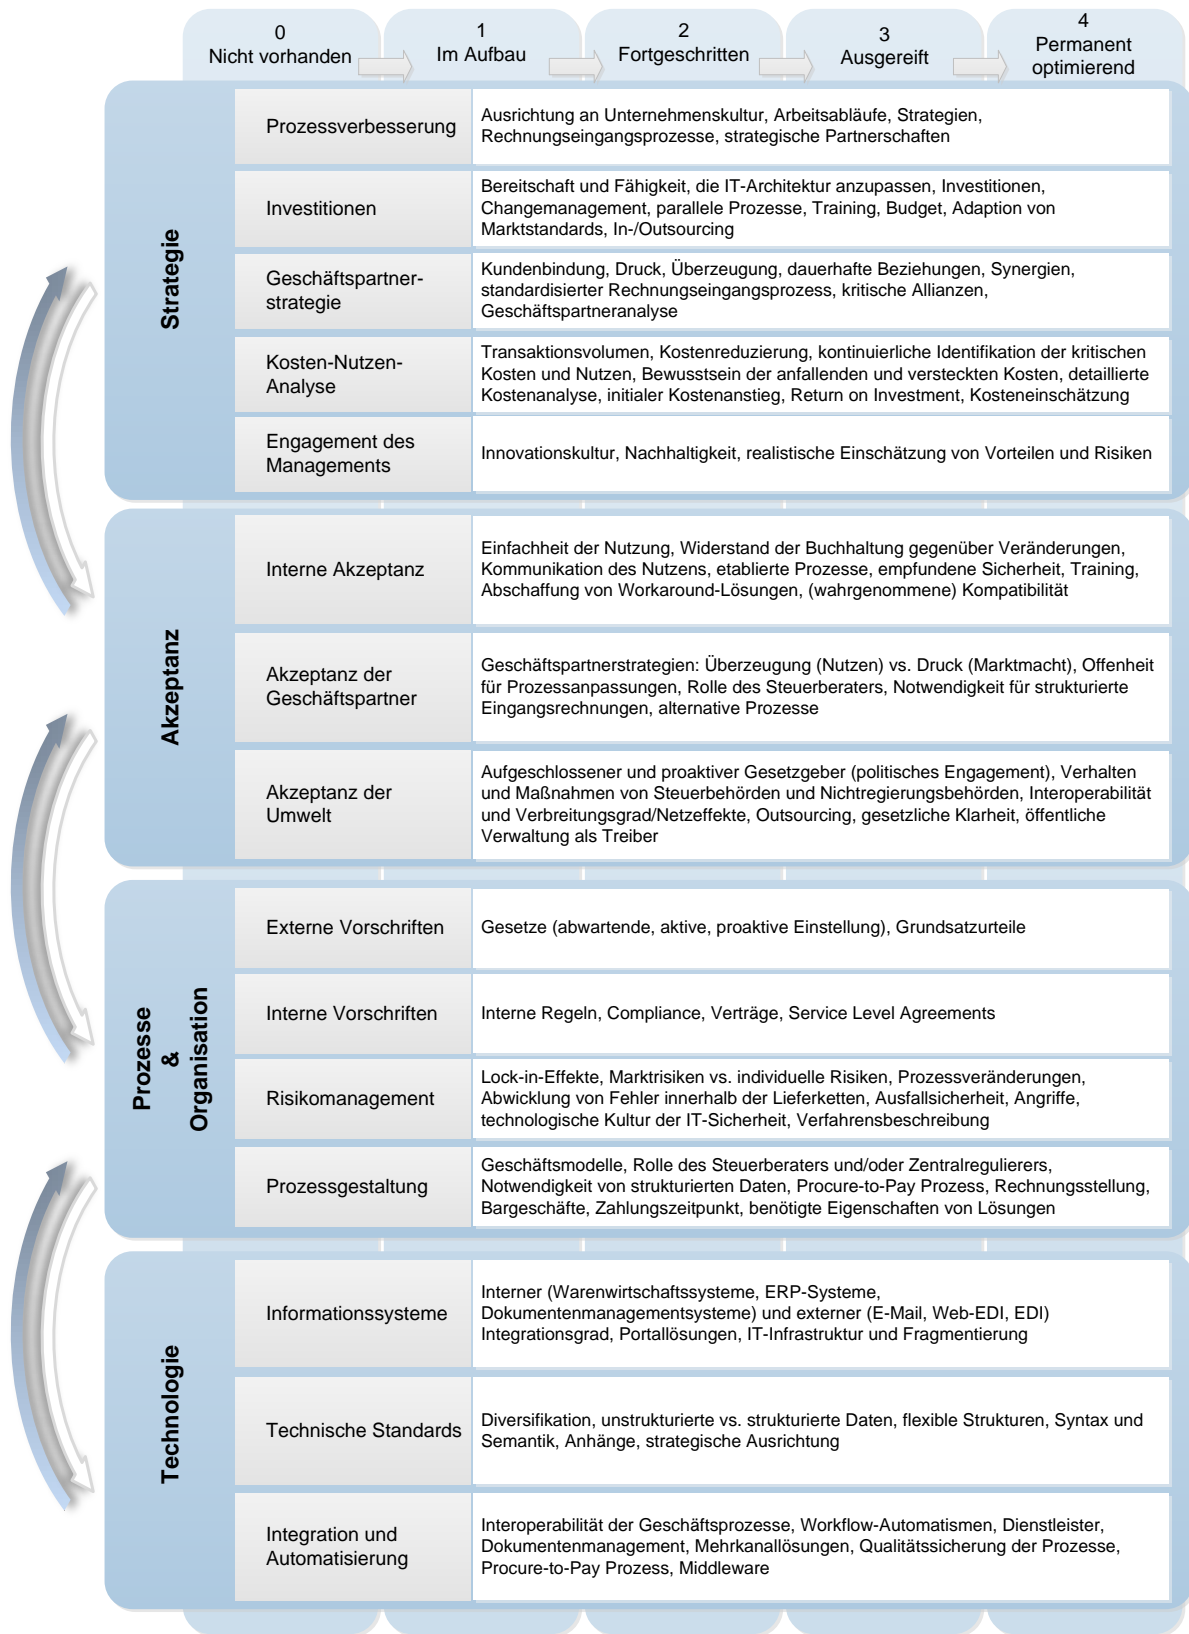 0
Nicht vorhanden
1
Im Aufbau
2
Fortgeschritten
3
Ausgereift
4
Permanent
optimierend
Strategie
Prozessverbesserung
Ausrichtung an Unternehmenskultur, Arbeitsabläufe, Strategien,
Rechnungseingangsprozesse, strategische Partnerschaften
Investitionen
Bereitschaft und Fähigkeit, die IT-Architektur anzupassen, Investitionen,
Changemanagement, parallele Prozesse, Training, Budget, Adaption von
Marktstandards, In-/Outsourcing
Geschäftspartner-
strategie
Kundenbindung, Druck, Überzeugung, dauerhafte Beziehungen, Synergien,
standardisierter Rechnungseingangsprozess, kritische Allianzen,
Geschäftspartneranalyse
Kosten-Nutzen-
Analyse
Transaktionsvolumen, Kostenreduzierung, kontinuierliche Identifikation der kritischen
Kosten und Nutzen, Bewusstsein der anfallenden und versteckten Kosten, detaillierte
Kostenanalyse, initialer Kostenanstieg, Return on Investment, Kosteneinschätzung
Engagement des
Managements
Innovationskultur, Nachhaltigkeit, realistische Einschätzung von Vorteilen und Risiken
Akzeptanz
Interne Akzeptanz
Einfachheit der Nutzung, Widerstand der Buchhaltung gegenüber Veränderungen,
Kommunikation des Nutzens, etablierte Prozesse, empfundene Sicherheit, Training,
Abschaffung von Workaround-Lösungen, (wahrgenommene) Kompatibilität
Akzeptanz der
Geschäftspartner
Geschäftspartnerstrategien: Überzeugung (Nutzen) vs. Druck (Marktmacht), Offenheit
für Prozessanpassungen, Rolle des Steuerberaters, Notwendigkeit für strukturierte
Eingangsrechnungen, alternative Prozesse
Akzeptanz der
Umwelt
Aufgeschlossener und proaktiver Gesetzgeber (politisches Engagement), Verhalten
und Maßnahmen von Steuerbehörden und Nichtregierungsbehörden, Interoperabilität
und Verbreitungsgrad/Netzeffekte, Outsourcing, gesetzliche Klarheit, öffentliche
Verwaltung als Treiber
Prozesse
&
Organisation
Externe Vorschriften
Gesetze (abwartende, aktive, proaktive Einstellung), Grundsatzurteile
Interne Vorschriften
Interne Regeln, Compliance, Verträge, Service Level Agreements
Risikomanagement
Lock-in-Effekte, Marktrisiken vs. individuelle Risiken, Prozessveränderungen,
Abwicklung von Fehler innerhalb der Lieferketten, Ausfallsicherheit, Angriffe,
technologische Kultur der IT-Sicherheit, Verfahrensbeschreibung
Prozessgestaltung
Geschäftsmodelle, Rolle des Steuerberaters und/oder Zentralregulierers,
Notwendigkeit von strukturierten Daten, Procure-to-Pay Prozess, Rechnungsstellung,
Bargeschäfte, Zahlungszeitpunkt, benötigte Eigenschaften von Lösungen
Technologie
Informationssysteme
Interner (Warenwirtschaftssysteme, ERP-Systeme,
Dokumentenmanagementsysteme) und externer (E-Mail, Web-EDI, EDI)
Integrationsgrad, Portallösungen, IT-Infrastruktur und Fragmentierung
Technische Standards
Diversifikation, unstrukturierte vs. strukturierte Daten, flexible Strukturen, Syntax und
Semantik, Anhänge, strategische Ausrichtung
Integration und
Automatisierung
Interoperabilität der Geschäftsprozesse, Workflow-Automatismen, Dienstleister,
Dokumentenmanagement, Mehrkanallösungen, Qualitätssicherung der Prozesse,
Procure-to-Pay Prozess, Middleware